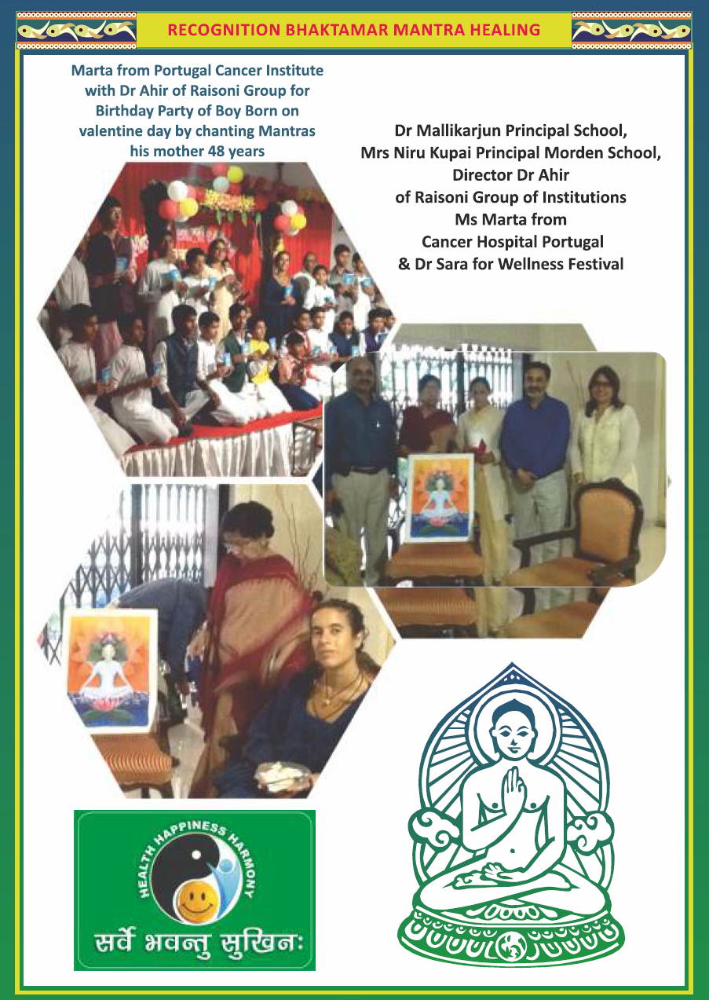 RECOGNITION BHAKTAMAR MANTRA HEALING
Marta from Portugal Cancer Institute
with Dr Ahir of Raisoni Group for
Birthday Party of Boy Born on
valentine day by chanting Mantras
his mother 48 years
Dr Mallikarjun Principal School,
Mrs Niru Kupai Principal Morden School,
Director Dr Ahir
of Raisoni Group of Institutions
Ms Marta from
Cancer Hospital Portugal
& Dr Sara for Wellness Festival
HEALTH HAPPINESS HARMONY
सर्वे भवन्तु सुखिनः